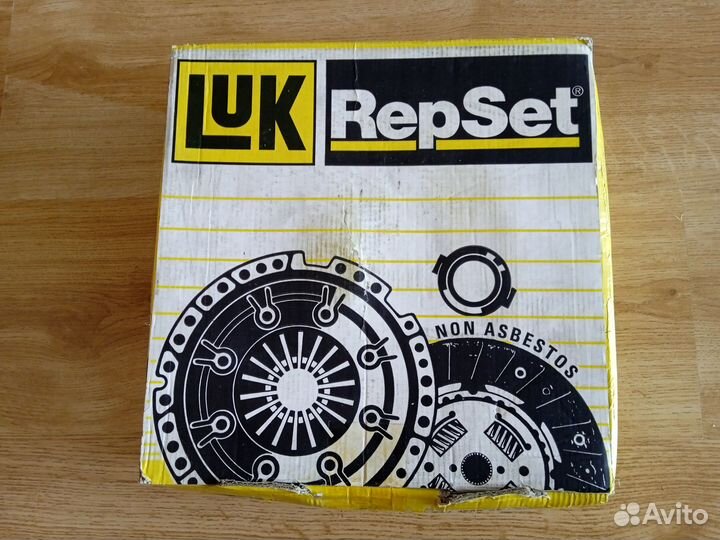 LUK RepSet®
NON ASBESTOS
Avito